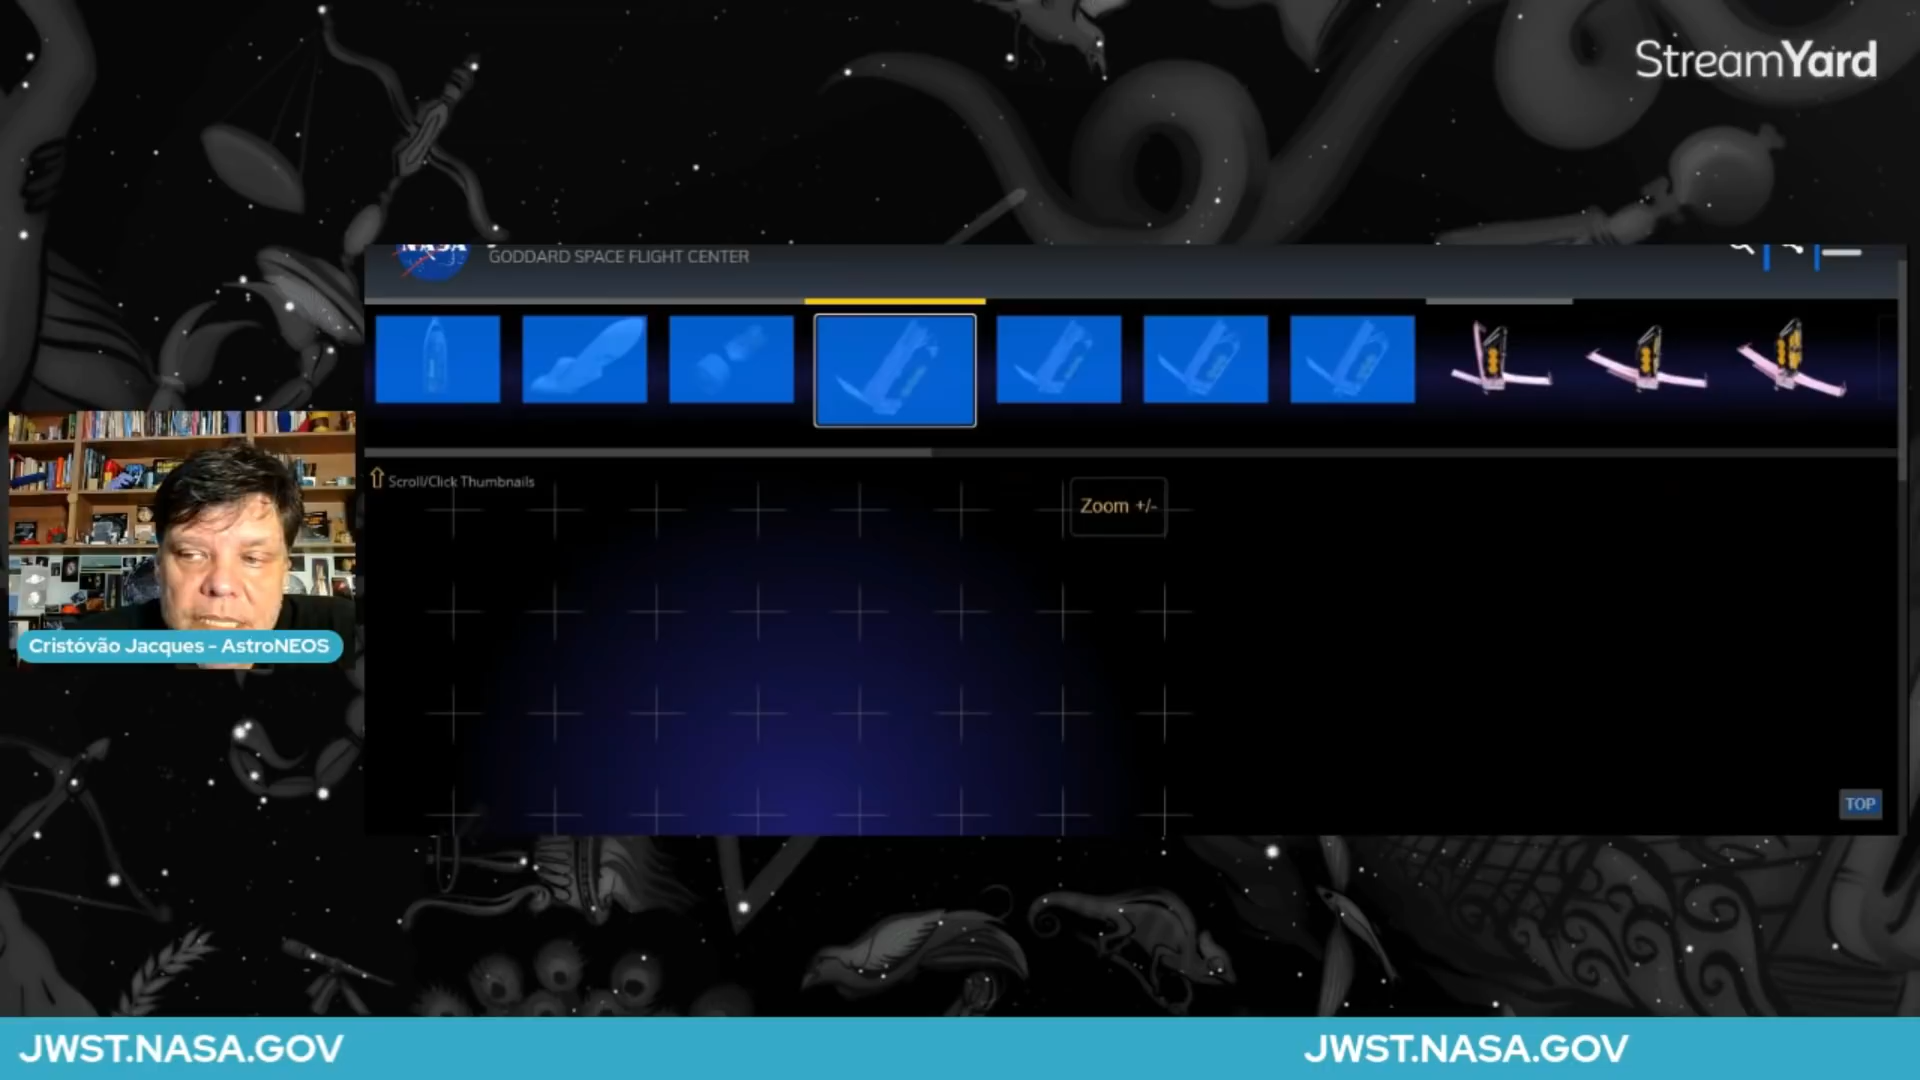 StreamYard
NASA
GODDARD SPACE FLIGHT CENTER
Scroll/Click Thumbnails
Zoom +/-
Cristóvão Jacques - AstroNEOS
TOP
JWST.NASA.GOV
JWST.NASA.GOV